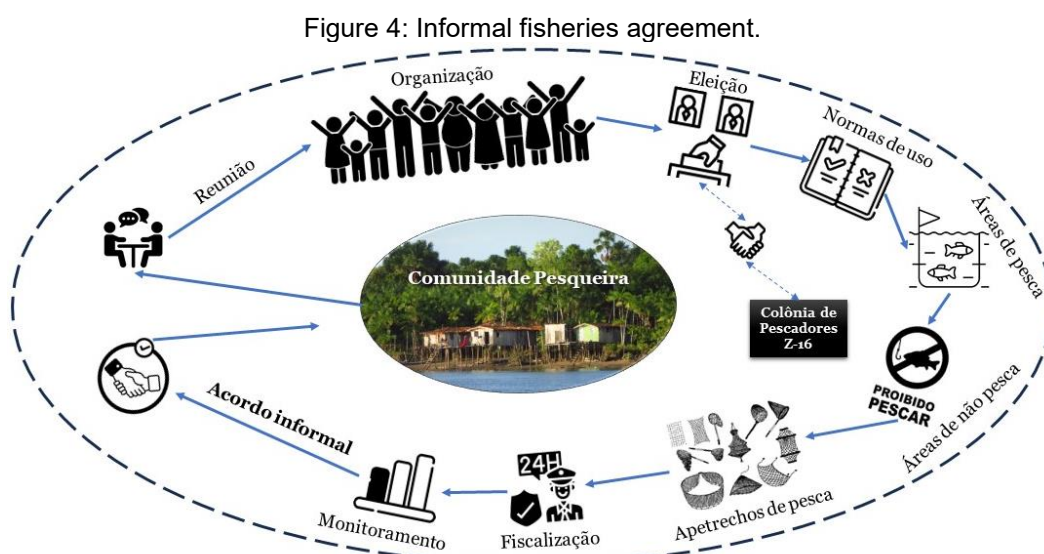 Figure 4: Informal fisheries agreement.
Organização
Eleição
Normas de uso
Reunião
Áreas de pesca
Comunidade Pesqueira
Colônia de
Pescadores
Z-16
PROIBIDO
PESCAR
Áreas de não pesca
Acordo informal
24H
Apetrechos de pesca
Fiscalização
Monitoramento